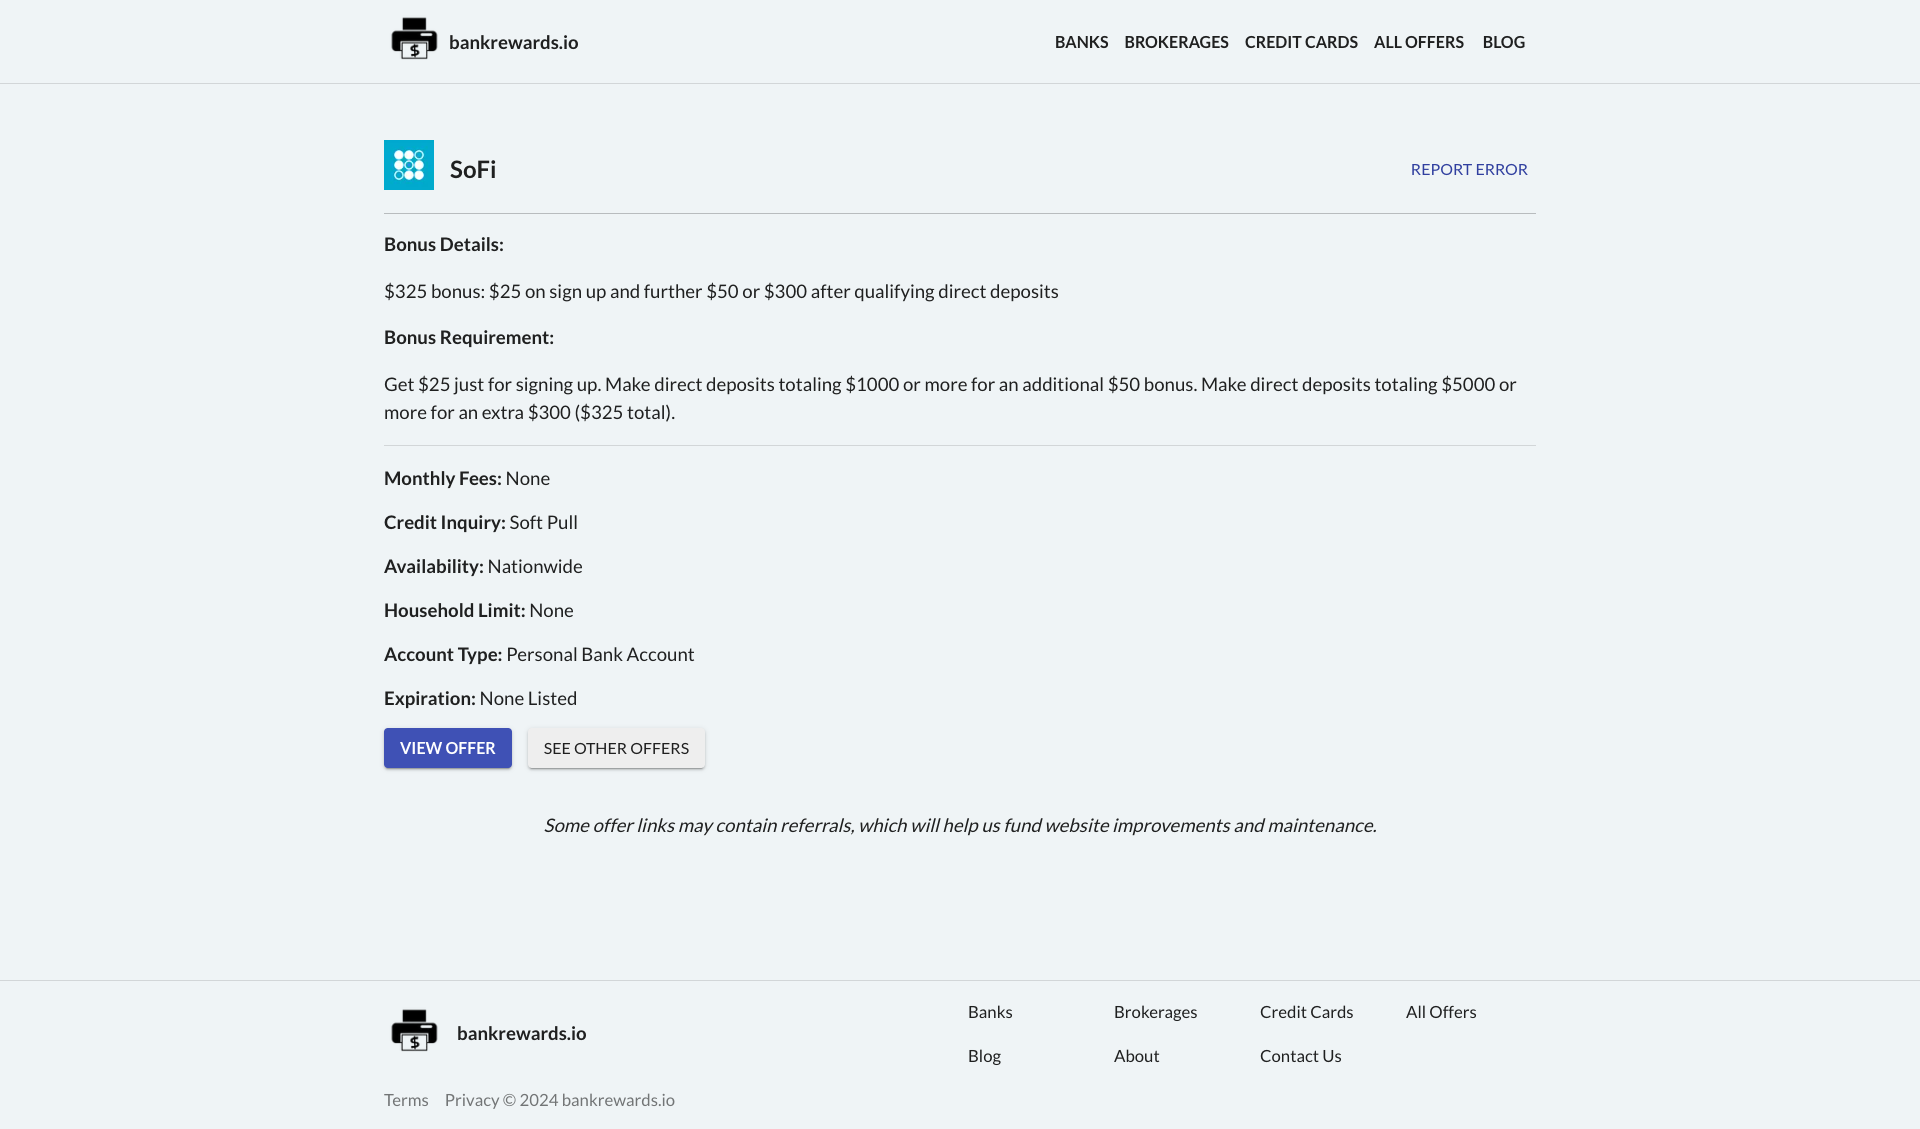 bankrewards.io
BANKS BROKERAGES CREDIT CARDS ALL OFFERS BLOG
SoFi
REPORT ERROR
Bonus Details:
$325 bonus: $25 on sign up and further $50 or $300 after qualifying direct deposits
Bonus Requirement:
Get $25 just for signing up. Make direct deposits totaling $1000 or more for an additional $50 bonus. Make direct deposits totaling $5000 or
more for an extra $300 ($325 total).
Monthly Fees: None
Credit Inquiry: Soft Pull
Availability: Nationwide
Household Limit: None
Account Type: Personal Bank Account
Expiration: None Listed
VIEW OFFER SEE OTHER OFFERS
Some offer links may contain referrals, which will help us fund website improvements and maintenance.
bankrewards.io
Banks Brokerages Credit Cards All Offers
Blog About Contact Us
Terms Privacy © 2024 bankrewards.io